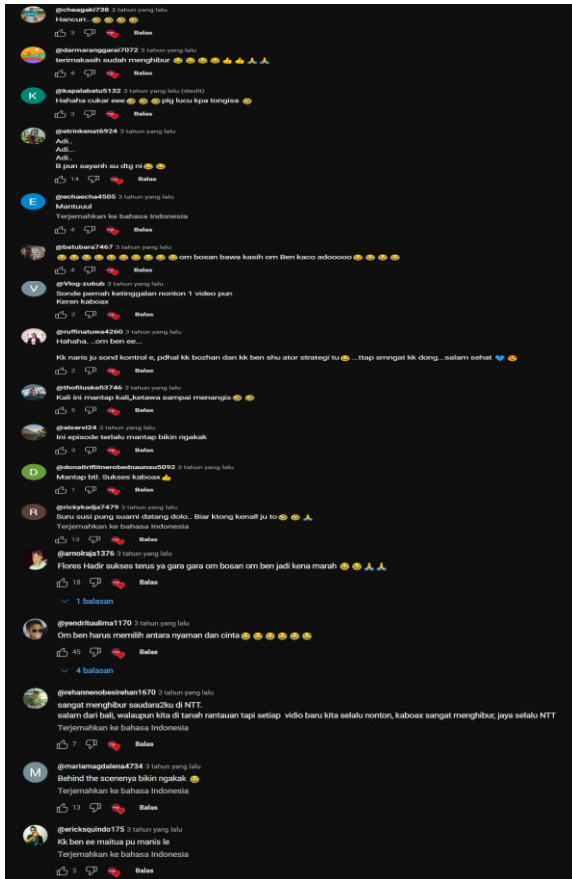 @cheagaki738 3 tahun yang lalu
Hancurr..🤣🤣🤣🤣
3 Balas
@darmaranggarai7072 3 tahun yang lalu
terimakasih sudah menghibur 😂😂😂😂👍👍🙏🙏
4 Balas
K
@kapalabatu5132 3 tahun yang lalu (diedit)
Hahaha cukar eee 🤣🤣🤣plg lucu kpa tongisa 🤣
3 Balas
@etrinkenat6924 3 tahun yang lalu
Adi..
Adi...
Adi..
B pun sayanh su dtg ni😂😂
14 Balas
E
@echaecha4505 3 tahun yang lalu
Mantuuul
Terjemahkan ke bahasa Indonesia
4 Balas
@betubara7467 3 tahun yang lalu
😂😂😂😂😂😂😂😂😂😂om bosan bawa kasih om Ben kaco adooooo😂😂😂😂
4 Balas
V
@Vlog-zu6ub 3 tahun yang lalu
Sonde pernah ketinggalan nonton 1 video pun
Keren kaboax
2 Balas
@ruffinatuwa4260 3 tahun yang lalu
Hahaha. ..om ben ee...
Kk naris ju sond kontrol e, pdhal kk bozhan dan kk ben shu ator strategi tu😂...ttap smngat kk dong...salam sehat 💙😍
2 Balas
@thofiluskefi3746 3 tahun yang lalu
Kali ini mantap kali,,ketawa sampai menangis🤣🤣
5 Balas
@alsarvi24 3 tahun yang lalu
Ini episode terlalu mantap bikin ngakak
3 Balas
D
@donaltriflitnerobednaunau5092 3 tahun yang lalu
Mantap btl. Sukses kaboax👍
1 Balas
R
@rickykadja7479 3 tahun yang lalu
Suru susi pung suami datang dolo.. Biar ktong kenall ju to🤣🤣🙏
Terjemahkan ke bahasa Indonesia
13 Balas
@arnolraja1376 3 tahun yang lalu
Flores Hadir sukses terus ya gara gara om bosan om ben jadi kena marah 😂😂🙏🙏
18 Balas
1 balasan
@yendrituulima1170 3 tahun yang lalu
Om ben harus memilih antara nyaman dan cinta😂😂😂😂😂😂
45 Balas
4 balasan
@rehannenobesirehan1670 3 tahun yang lalu
sangat menghibur saudara2ku di NTT.
salam dari bali, walaupun kita di tanah rantauan tapi setiap vidio baru kita selalu nonton, kaboax sangat menghibur, jaya selalu NTT
Terjemahkan ke bahasa Indonesia
7 Balas
M
@mariamagdalena4734 3 tahun yang lalu
Behind the scenenya bikin ngakak 😂
Terjemahkan ke bahasa Indonesia
13 Balas
@ericksquindo175 3 tahun yang lalu
Kk ben ee maitua pu manis le
Terjemahkan ke bahasa Indonesia
3 Balas